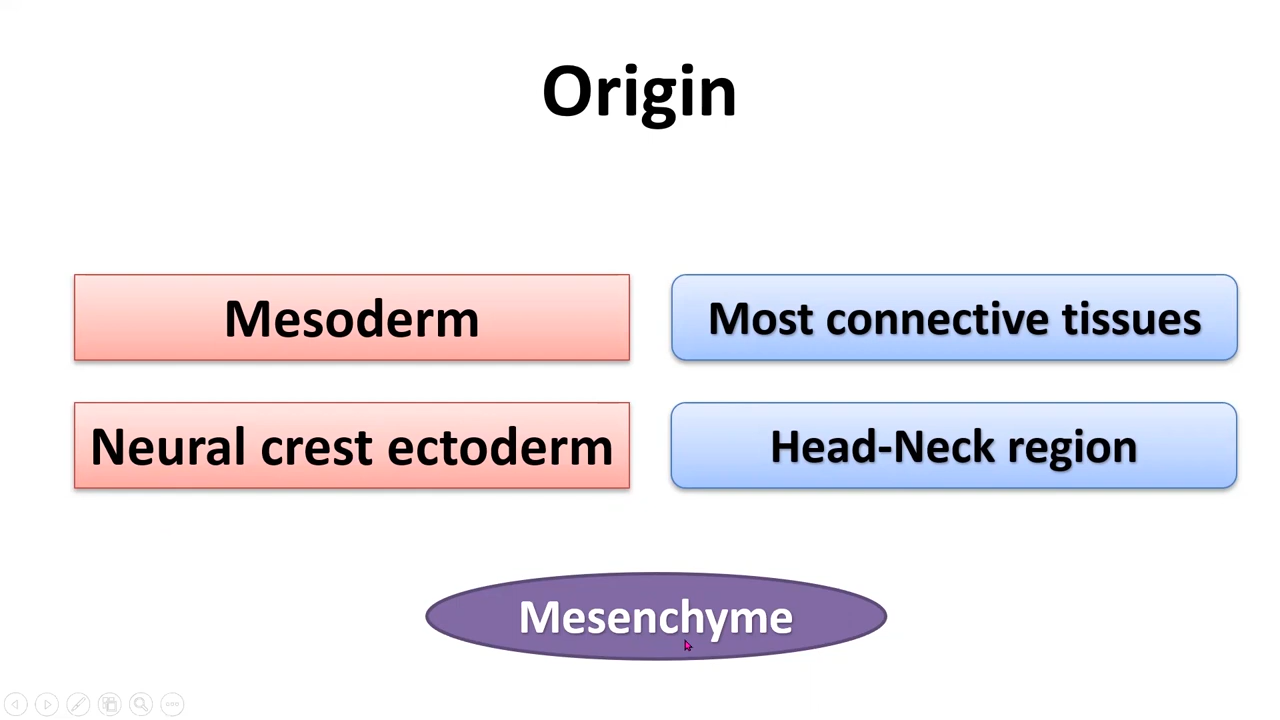 Origin
Mesoderm
Most connective tissues
Neural crest ectoderm
Head-Neck region
Mesenchyme